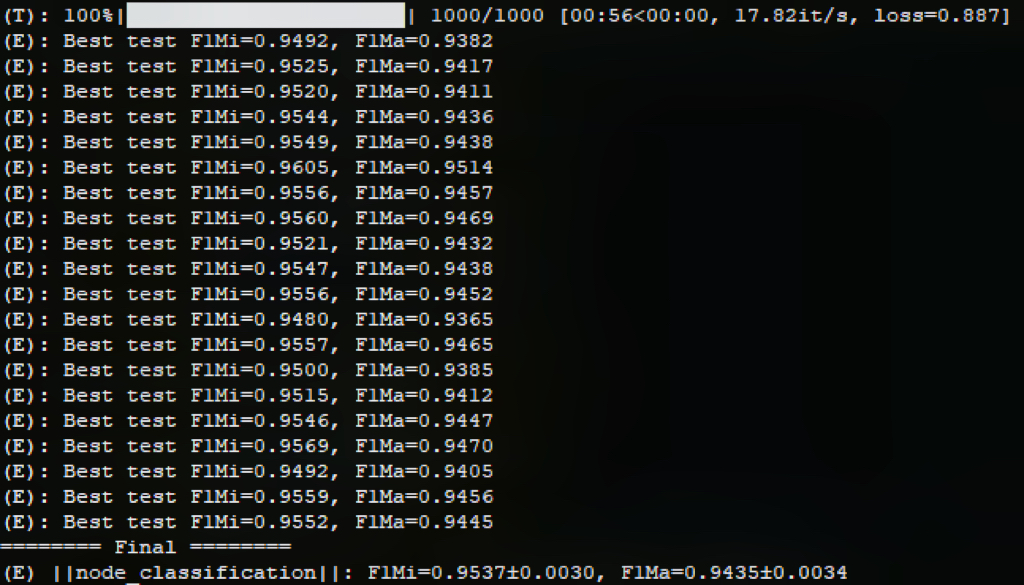 (T): 100%| | 1000/1000 [00:56<00:00, 17.82it/s, loss=0.887]
(E): Best test F1Mi=0.9492, F1Ma=0.9382
(E): Best test F1Mi=0.9525, F1Ma=0.9417
(E): Best test F1Mi=0.9520, F1Ma=0.9411
(E): Best test F1Mi=0.9544, F1Ma=0.9436
(E): Best test F1Mi=0.9549, F1Ma=0.9438
(E): Best test F1Mi=0.9605, F1Ma=0.9514
(E): Best test F1Mi=0.9556, F1Ma=0.9457
(E): Best test F1Mi=0.9560, F1Ma=0.9469
(E): Best test F1Mi=0.9521, F1Ma=0.9432
(E): Best test F1Mi=0.9547, F1Ma=0.9438
(E): Best test F1Mi=0.9556, F1Ma=0.9452
(E): Best test F1Mi=0.9480, F1Ma=0.9365
(E): Best test F1Mi=0.9557, F1Ma=0.9465
(E): Best test F1Mi=0.9500, F1Ma=0.9385
(E): Best test F1Mi=0.9515, F1Ma=0.9412
(E): Best test F1Mi=0.9546, F1Ma=0.9447
(E): Best test F1Mi=0.9569, F1Ma=0.9470
(E): Best test F1Mi=0.9492, F1Ma=0.9405
(E): Best test F1Mi=0.9559, F1Ma=0.9456
(E): Best test F1Mi=0.9552, F1Ma=0.9445
======== Final ========
(E) ||node_classification||: F1Mi=0.9537±0.0030, F1Ma=0.9435±0.0034